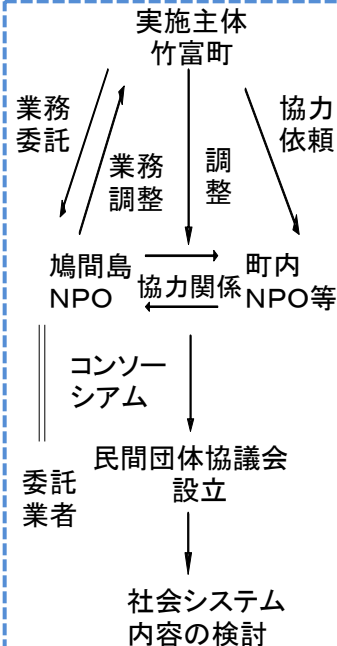 実施主体
竹富町
業務
委託
業務
調整
調
整
協力
依頼
鳩間島
NPO
協力関係
町内
NPO等
コンソー
シアム
委託
業者
民間団体協議会
設立
社会システム
内容の検討